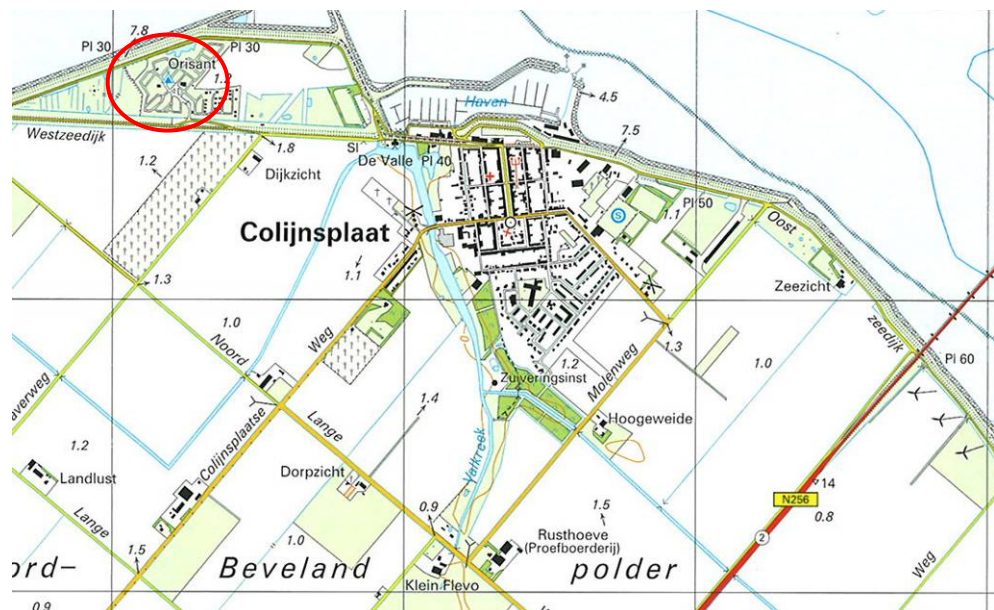 7.8
Pl 30
Pl 30
Orisant
1.2
Westzeedijk
1.8
Sl
De Valle
Pl 40
Haven
4.5
7.5
1.2
Dijkzicht
Colijnsplaat
1.1
S
1.1
Pl 50
Oost
zeedijk
Zeezicht
1.3
1.0
Noord
Weg
1.3
1.0
Pl 60
1.2
Zuiveringsinst
Molenweg
Hoogeweide
averweg
Lange
1.4
Colijnsplaatse
1.2
Landlust
Dorpzicht
Valkreek
14
N256
0.8
Lange
1.0
0.9
1.5
Rusthoeve
(Proefboerderij)
2
1.5
ord-
Beveland
polder
Klein Flevo
Weg
0.9